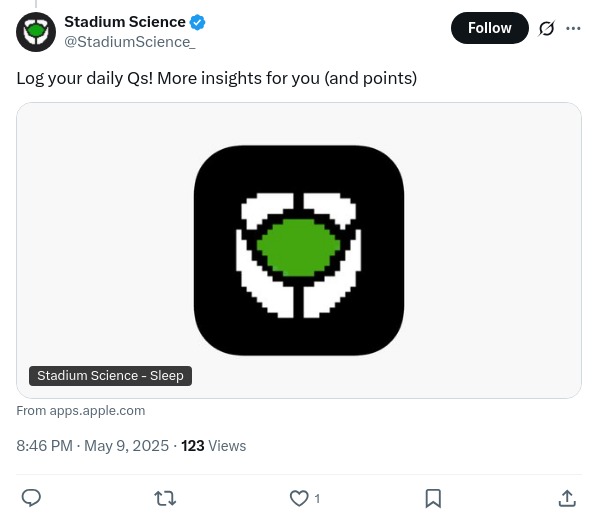 Stadium Science
@StadiumScience_
Follow
Log your daily Qs! More insights for you (and points)
Stadium Science - Sleep
From apps.apple.com
8:46 PM · May 9, 2025 · 123 Views
1